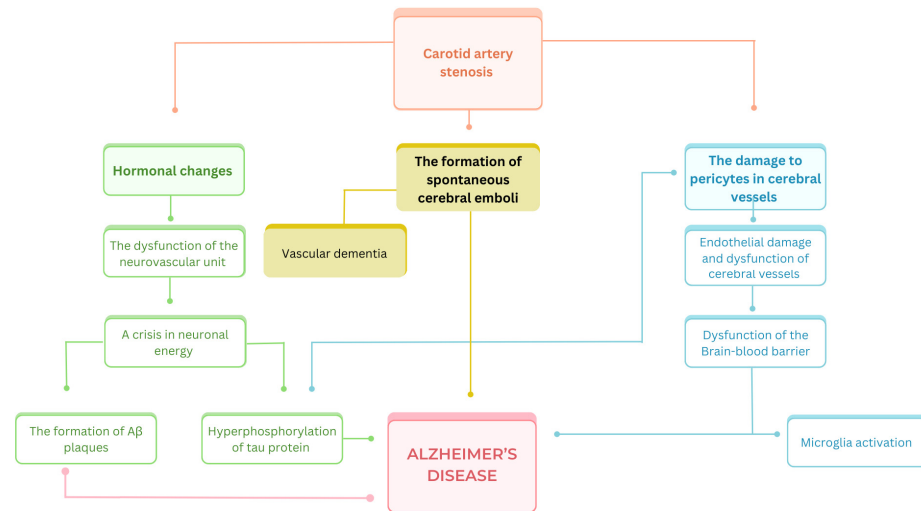 Carotid artery
stenosis
Hormonal changes
The formation of
spontaneous
cerebral emboli
The damage to
pericytes in cerebral
vessels
The dysfunction of the
neurovascular unit
Vascular dementia
Endothelial damage
and dysfunction of
cerebral vessels
A crisis in neuronal
energy
Dysfunction of the
Brain-blood barrier
The formation of Aβ
plaques
Hyperphosphorylation
of tau protein
ALZHEIMER'S
DISEASE
Microglia activation